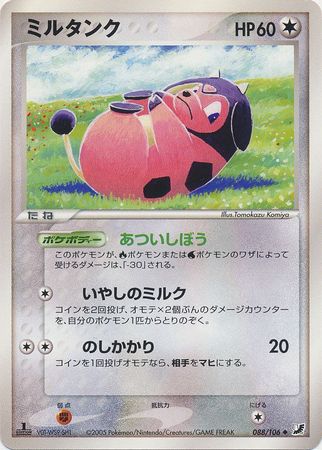 ミルタンク HP60
たね
Illus.Tomokazu Komiya
ポケボディー あついしぼう
このポケモンが、ポケモンまたはポケモンのワザによって
受けるダメージは、「-30」される。
いやしのミルク
コインを2回投げ、オモテ×2個ぶんのダメージカウンター
を、自分のポケモン1匹からとりのぞく。
のしかかり 20
コインを1回投げてオモテなら、相手をマヒにする。
弱点 抵抗力 にげる
1
©2005 Pokémon/Nintendo/Creatures/GAME FREAK
088/106